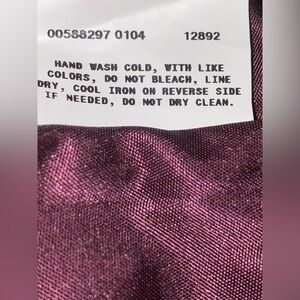 00588297 0104 12892
HAND WASH COLD, WITH LIKE
COLORS, DO NOT BLEACH, LINE
DRY, COOL IRON ON REVERSE SIDE
IF NEEDED, DO NOT DRY CLEAN.